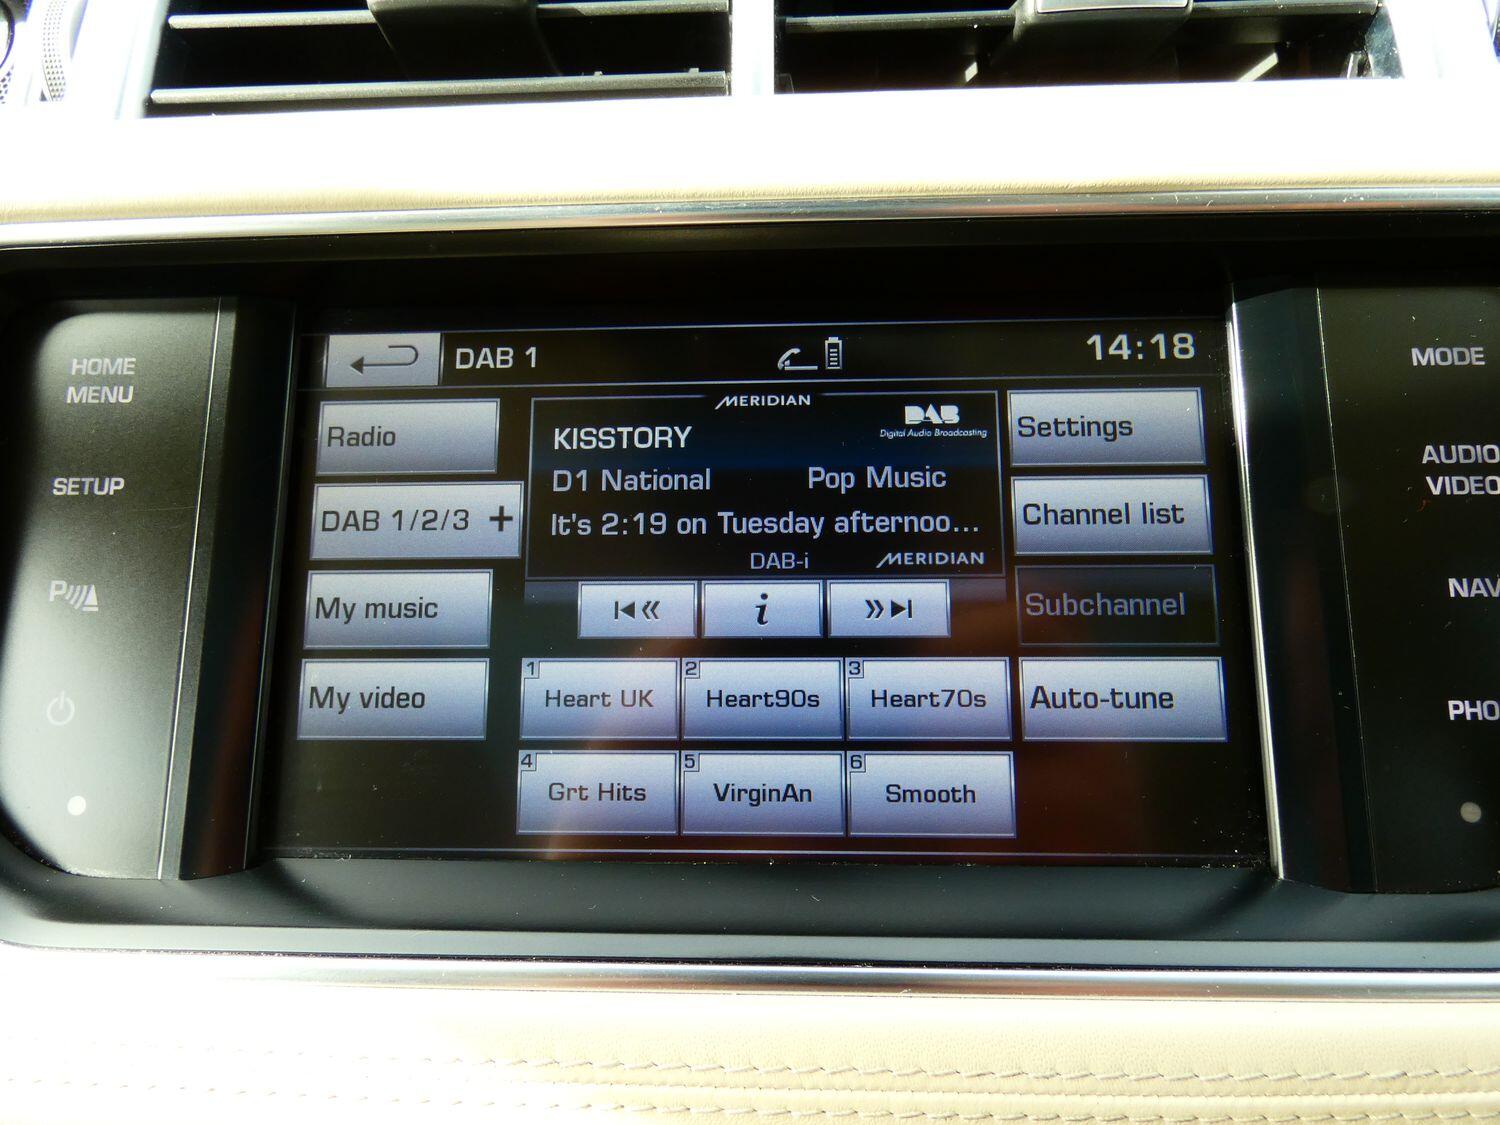 HOME
MENU
SETUP
P
DAB 1
14:18
Radio
DAB 1/2/3 +
My music
My video
MERIDIAN
DAB
Digital Audio Broadcasting
KISSTORY
D1 National Pop Music
It's 2:19 on Tuesday afternoo...
DAB-i MERIDIAN
i
1 Heart UK
2 Heart90s
3 Heart70s
4 Grt Hits
5 VirginAn
6 Smooth
Settings
Channel list
Subchannel
Auto-tune
MODE
AUDIO
VIDEO
NAV
PHO